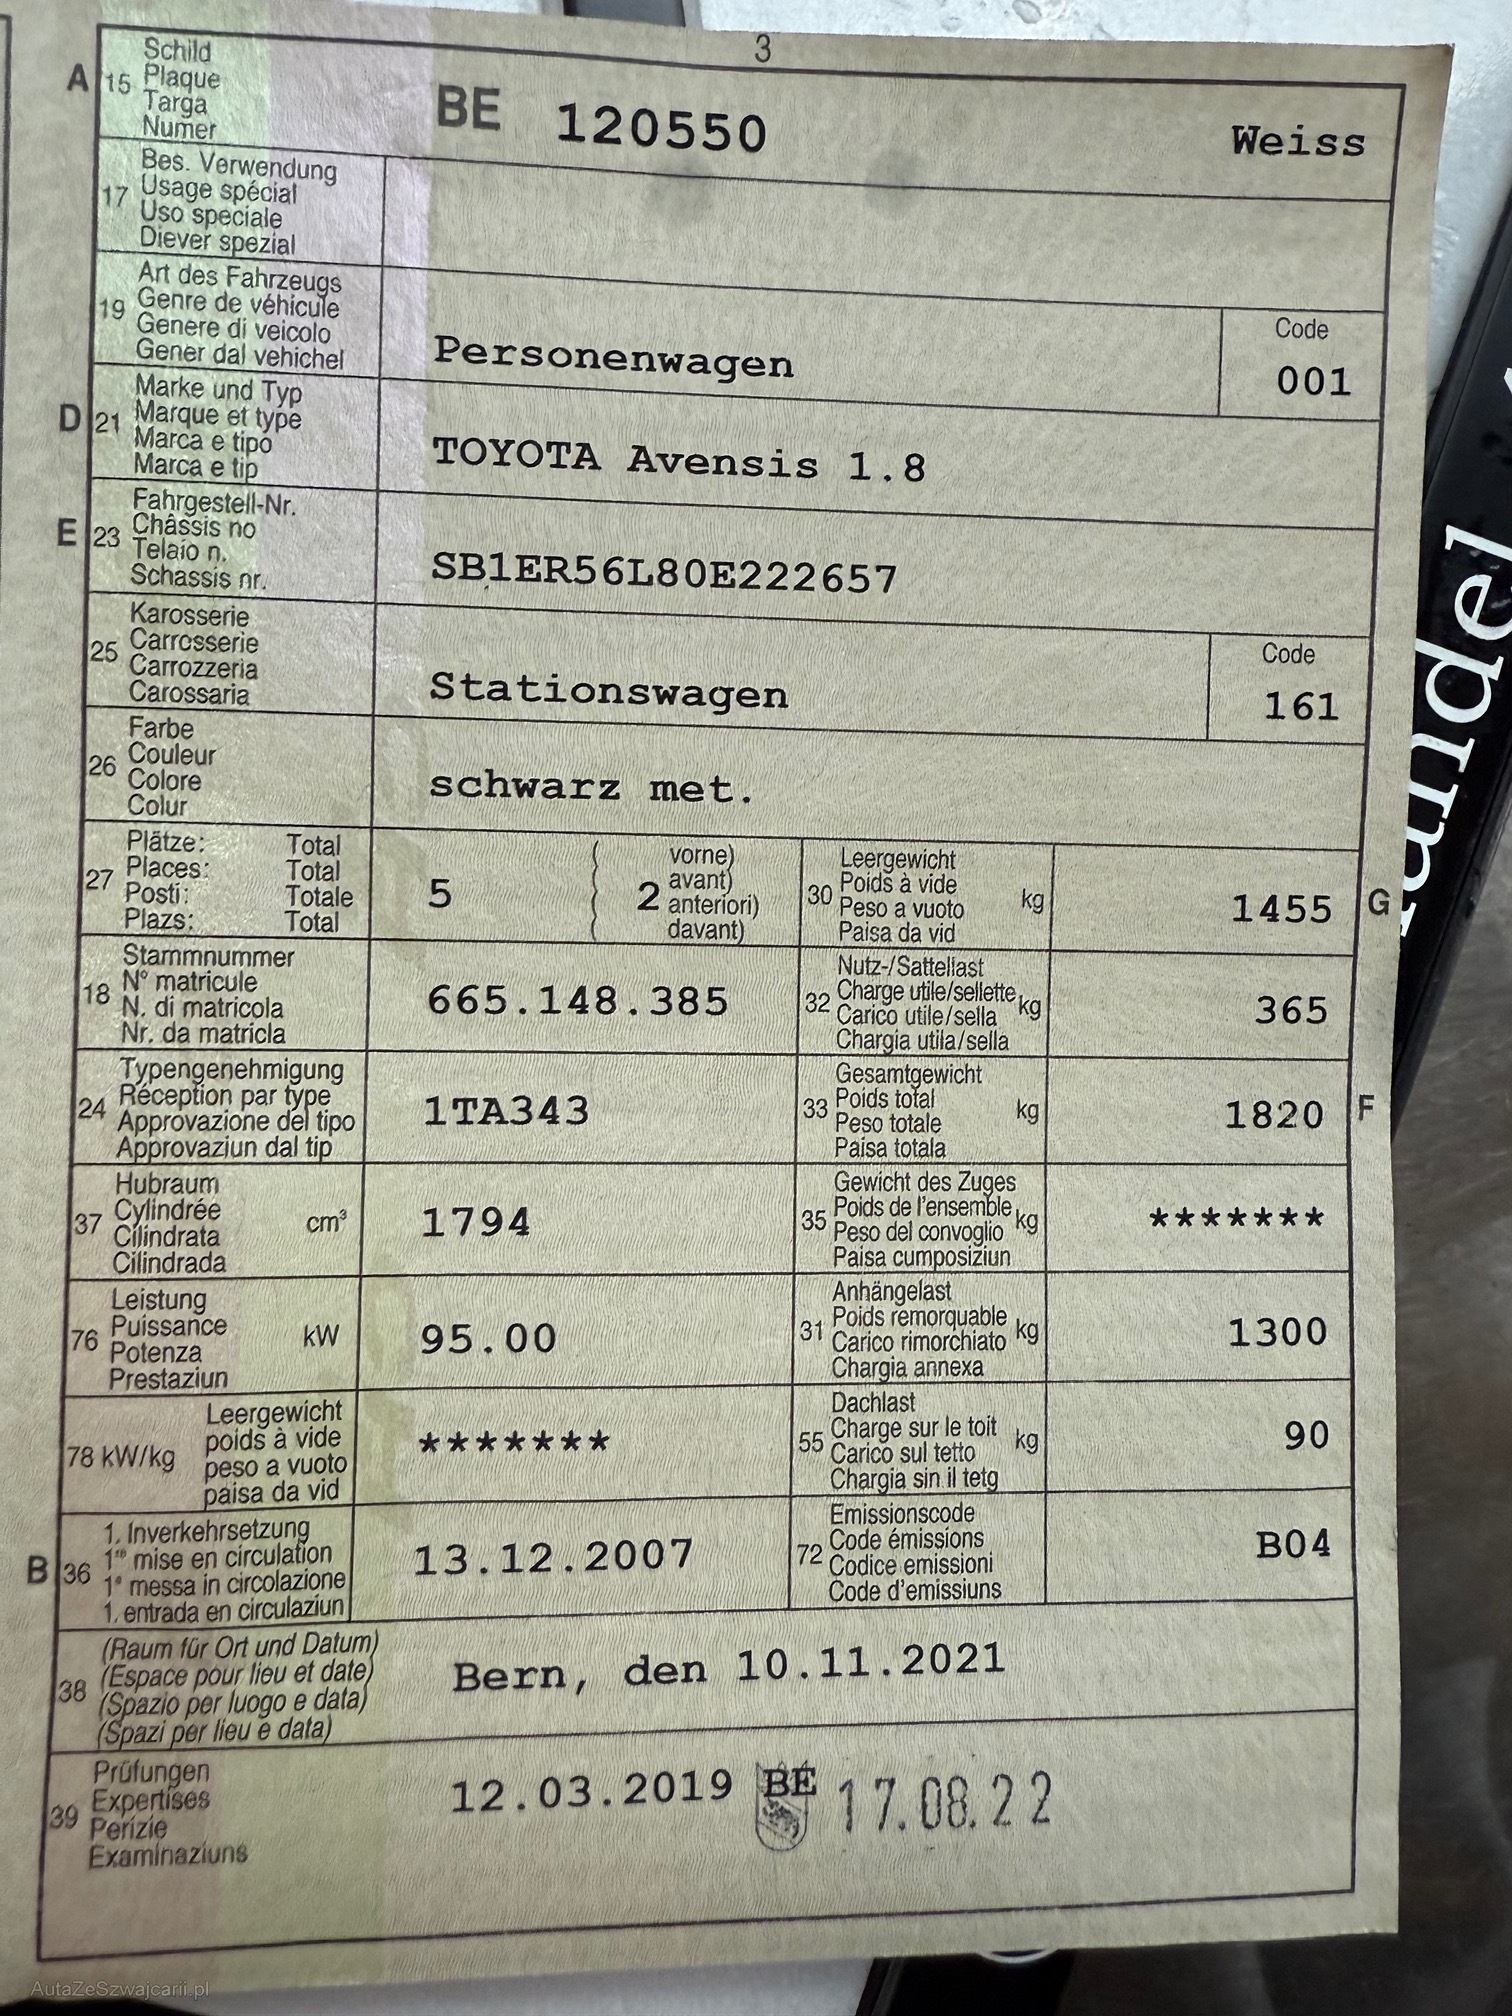 3
A 15 Schild
Plaque
Targa
Numer
BE 120550 Weiss
17 Bes. Verwendung
Usage spécial
Uso speciale
Diever spezial
19 Art des Fahrzeugs
Genre de véhicule
Genere di veicolo
Gener dal vehichel
Personenwagen
Code
001
D 21 Marke und Typ
Marque et type
Marca e tipo
Marca e tip
TOYOTA Avensis 1.8
E 23 Fahrgestell-Nr.
Châssis no
Telaio n.
Schassis nr.
SB1ER56L80E222657
25 Karosserie
Carrosserie
Carrozzeria
Carossaria
Stationswagen
Code
161
26 Farbe
Couleur
Colore
Colur
schwarz met.
27 Plätze: Total
Places: Total
Posti: Totale
Plazs: Total
5 ( 2 vorne)
avant)
anteriori)
davant)
30 Leergewicht
Poids à vide
Peso a vuoto
Paisa da vid
kg 1455 G
18 Stammnummer
N° matricule
N. di matricola
Nr. da matricla
665.148.385
32 Nutz-/Sattellast
Charge utile/sellette
Carico utile/sella
Chargia utila/sella
kg 365
24 Typengenehmigung
Réception par type
Approvazione del tipo
Approvaziun dal tip
1TA343
33 Gesamtgewicht
Poids total
Peso totale
Paisa totala
kg 1820 F
37 Hubraum
Cylindrée
Cilindrata
Cilindrada
cm³ 1794
35 Gewicht des Zuges
Poids de l'ensemble
Peso del convoglio
Paisa cumposiziun
kg *******
76 Leistung
Puissance
Potenza
Prestaziun
kW 95.00
31 Anhängelast
Poids remorquable
Carico rimorchiato
Chargia annexa
kg 1300
78 kW/kg Leergewicht
poids à vide
peso a vuoto
paisa da vid
*******
55 Dachlast
Charge sur le toit
Carico sul tetto
Chargia sin il tetg
kg 90
B 36 1. Inverkehrsetzung
1re mise en circulation
1a messa in circolazione
1. entrada en circulaziun
13.12.2007
72 Emissionscode
Code émissions
Codice emissioni
Code d'emissiuns
B04
38 (Raum für Ort und Datum)
(Espace pour lieu et date)
(Spazio per luogo e data)
(Spazi per lieu e data)
Bern, den 10.11.2021
39 Prüfungen
Expertises
Perizie
Examinaziuns
12.03.2019 BE 17.08.22
AutaZeSzwajcarii.pl